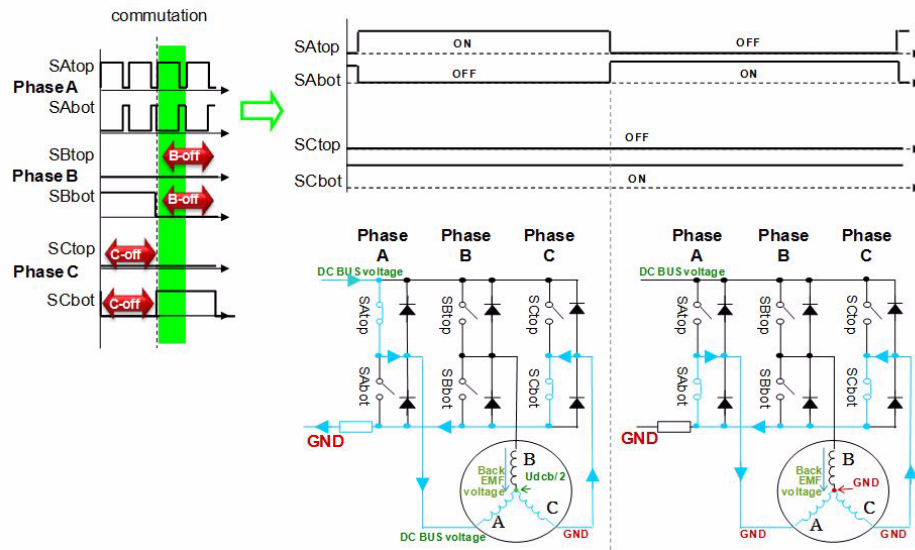 commutation
SAtop
Phase A
SAbot
SBtop
B-off
Phase B
SBbot
B-off
SCtop
C-off
Phase C
SCbot
C-off
SAtop
ON
OFF
SAbot
OFF
ON
SCtop
OFF
SCbot
ON
Phase A
Phase B
Phase C
DC BUS voltage
SAtop
SBtop
SCtop
SAbot
SBbot
SCbot
GND
B
Back EMF voltage
Udcb/2
A
C
DC BUS voltage
GND
Phase A
Phase B
Phase C
DC BUS voltage
SAtop
SBtop
SCtop
SAbot
SBbot
SCbot
GND
B
Back EMF voltage
GND
A
C
GND
GND